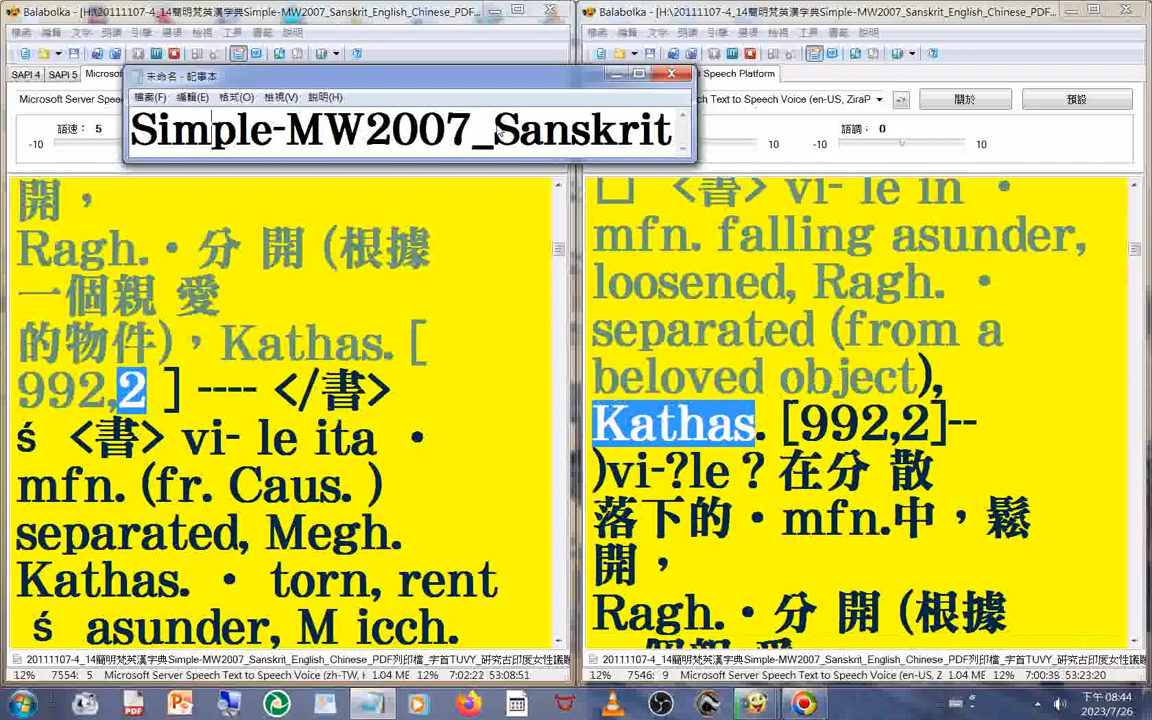 Balabolka - [H:\20111107-4_14簡明梵英漢字典Simple-MW2007_Sanskrit_English_Chinese_PDF...
Balabolka - [H:\20111107-4_14簡明梵英漢字典Simple-MW2007_Sanskrit_English_Chinese_PDF...
SAPI 4
SAPI 5
未命名 - 記事本
檔案(F) 編輯(E) 格式(O) 檢視(V) 說明(H)
Simple-MW2007_Sanskrit
Speech Platform
ch Text to Speech Voice (en-US, ZiraP
關於
預設
語速： 5
-10
語調： 0
10
-10
10
開，
Ragh.•分 開 (根據
一個親 愛
的物件)，Kathas. [
992,2 ] ---- </書>
ś <書> vi- le ita •
mfn. (fr. Caus. )
separated, Megh.
Kathas. • torn, rent
ś asunder, M icch.
<書> vi- le in •
mfn. falling asunder,
loosened, Ragh. •
separated (from a
beloved object),
Kathas. [992,2]--
)vi-?le ? 在分 散
落下的•mfn.中，鬆
開，
Ragh.•分 開 (根據
20111107-4_14簡明梵英漢字典Simple-MW2007_Sanskrit_English_Chinese_PDF列印檔_字首TUVY_研究古印度女性議題
20111107-4_14簡明梵英漢字典Simple-MW2007_Sanskrit_English_Chinese_PDF列印檔_字首TUVY_研究古印度女性議題
12% 7554: 5 Microsoft Server Speech Text to Speech Voice (zh-TW, 1.04 MB 12% 7:02:22 53:08:51
12% 7546: 9 Microsoft Server Speech Text to Speech Voice (en-US, Z 1.04 MB 12% 7:00:38 53:23:20
下午 08:44
2023/7/26